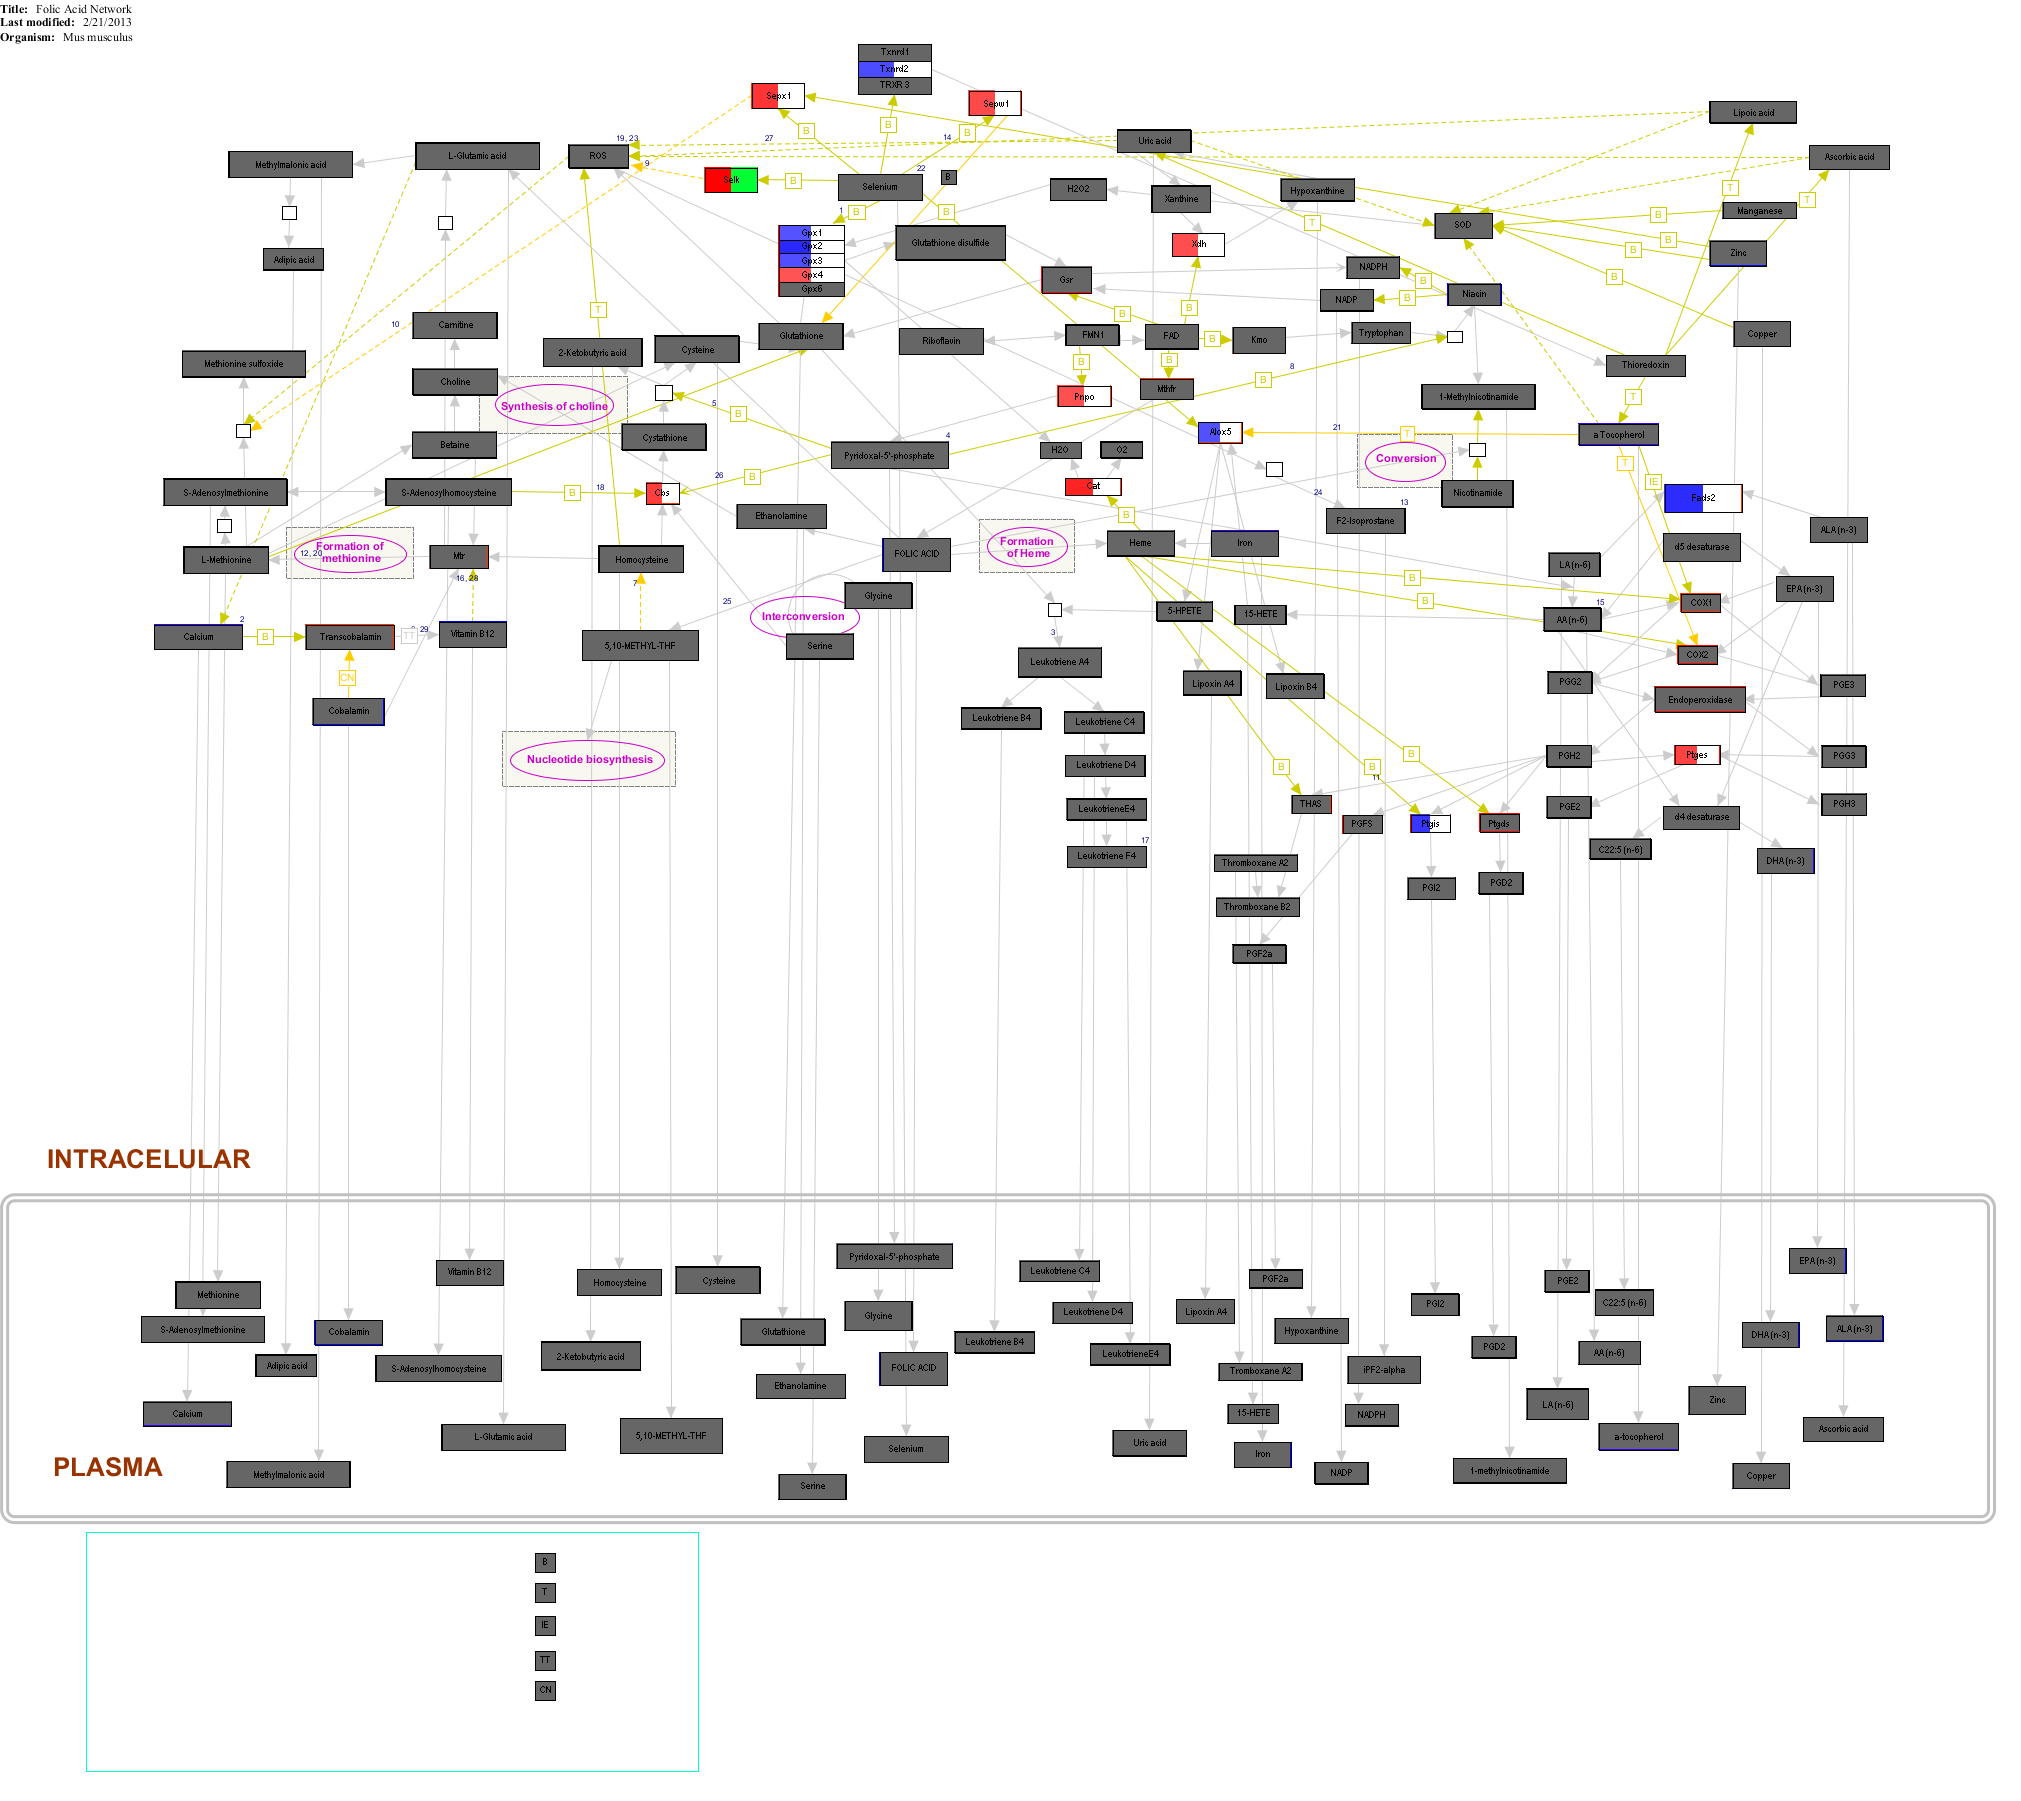 Title: Folic Acid Network
Last modified: 2/21/2013
Organism: Mus musculus
Txnrd1
Txnrd2
TRXR 3
Sepx1
Sepw1
Lipoic acid
B
B
B
14
27
19, 23
Uric acid
L-Glutamic acid
ROS
Methylmalonic acid
9
Ascorbic acid
22
Selk
B
Selenium
B
H2O2
Xanthine
Hypoxanthine
T
T
1
B
B
Manganese
B
SOD
T
Gpx1
Gpx2
Gpx3
Gpx4
Gpx6
Glutathione disulfide
Xdh
B
B
Zinc
Adipic acid
Gsr
NADPH
B
B
NADP
B
Niacin
T
B
B
10
Carnitine
Glutathione
Riboflavin
FMN1
FAD
B
Kmo
Tryptophan
Copper
Methionine sulfoxide
2-Ketobutyric acid
Cysteine
B
B
8
Thioredoxin
Choline
B
Synthesis of choline
Pnpo
Mthfr
1-Methylnicotinamide
T
5
B
Betaine
Cystathione
4
Alox5
21
T
a Tocopherol
Pyridoxal-5'-phosphate
H2O
O2
Conversion
T
26
B
S-Adenosylmethionine
S-Adenosylhomocysteine
B
18
Cbs
Cat
24
13
Nicotinamide
IE
Fads2
Ethanolamine
B
F2-Isoprostane
ALA (n-3)
L-Methionine
12, 20
Formation of
methionine
Mtr
Homocysteine
FOLIC ACID
Formation
of Heme
Heme
Iron
d5 desaturase
LA (n-6)
16, 28
7
B
EPA (n-3)
25
Glycine
B
15
COX1
Interconversion
5-HPETE
15-HETE
AA (n-6)
2
Calcium
B
Transcobalamin
TT
29
Vitamin B12
5,10-METHYL-THF
Serine
3
COX2
CN
Leukotriene A4
Lipoxin A4
Lipoxin B4
PGG2
PGE3
Endoperoxidase
Cobalamin
Leukotriene B4
Leukotriene C4
Nucleotide biosynthesis
Leukotriene D4
B
B
B
11
PGH2
Ptges
PGG3
LeukotrieneE4
THAS
PGE2
PGH3
PGFS
Ptgis
Ptgds
d4 desaturase
17
Leukotriene F4
Thromboxane A2
C22:5 (n-6)
DHA (n-3)
PGI2
PGD2
Thromboxane B2
PGF2a
INTRACELULAR
Pyridoxal-5'-phosphate
EPA (n-3)
Vitamin B12
Homocysteine
Cysteine
Leukotriene C4
PGF2a
PGE2
Methionine
Glycine
Leukotriene D4
Lipoxin A4
PGI2
C22:5 (n-6)
S-Adenosylmethionine
Cobalamin
Glutathione
Leukotriene B4
Hypoxanthine
DHA (n-3)
ALA (n-3)
2-Ketobutyric acid
LeukotrieneE4
PGD2
AA (n-6)
Adipic acid
S-Adenosylhomocysteine
FOLIC ACID
Tromboxane A2
iPF2-alpha
Ethanolamine
LA (n-6)
Zinc
Calcium
15-HETE
NADPH
L-Glutamic acid
5,10-METHYL-THF
Selenium
Uric acid
a-tocopherol
Ascorbic acid
Iron
PLASMA
Methylmalonic acid
Serine
NADP
1-methylnicotinamide
Copper
B
T
IE
TT
CN